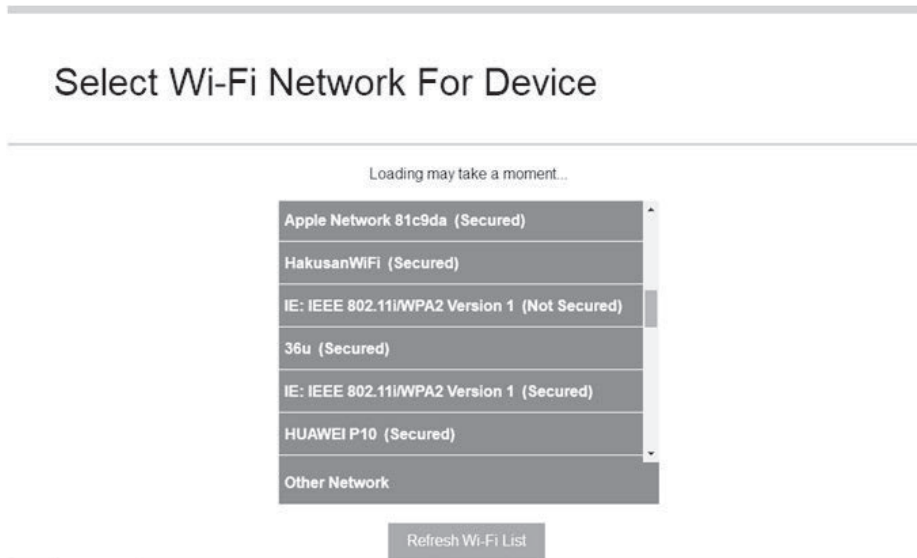 Select Wi-Fi Network For Device
Loading may take a moment...
Apple Network 81c9da (Secured)
HakusanWiFi (Secured)
IE: IEEE 802.11i/WPA2 Version 1 (Not Secured)
36u (Secured)
IE: IEEE 802.11i/WPA2 Version 1 (Secured)
HUAWEI P10 (Secured)
Other Network
Refresh Wi-Fi List